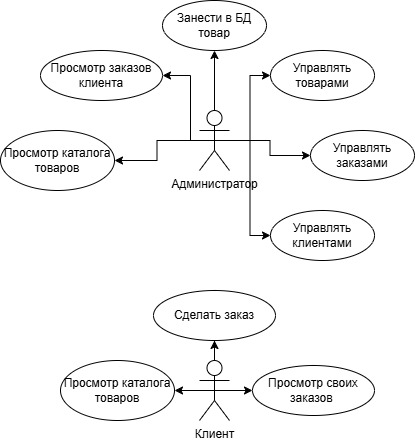 Занести в БД
товар
Просмотр заказов
клиента
Управлять
товарами
Просмотр каталога
товаров
Управлять
заказами
Администратор
Управлять
клиентами
Сделать заказ
Просмотр каталога
товаров
Просмотр своих
заказов
Клиент